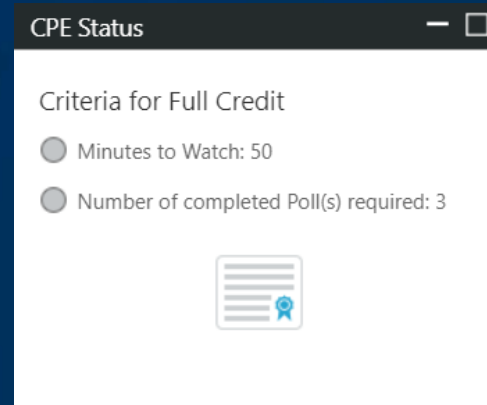 CPE Status
Criteria for Full Credit
Minutes to Watch: 50
Number of completed Poll(s) required: 3